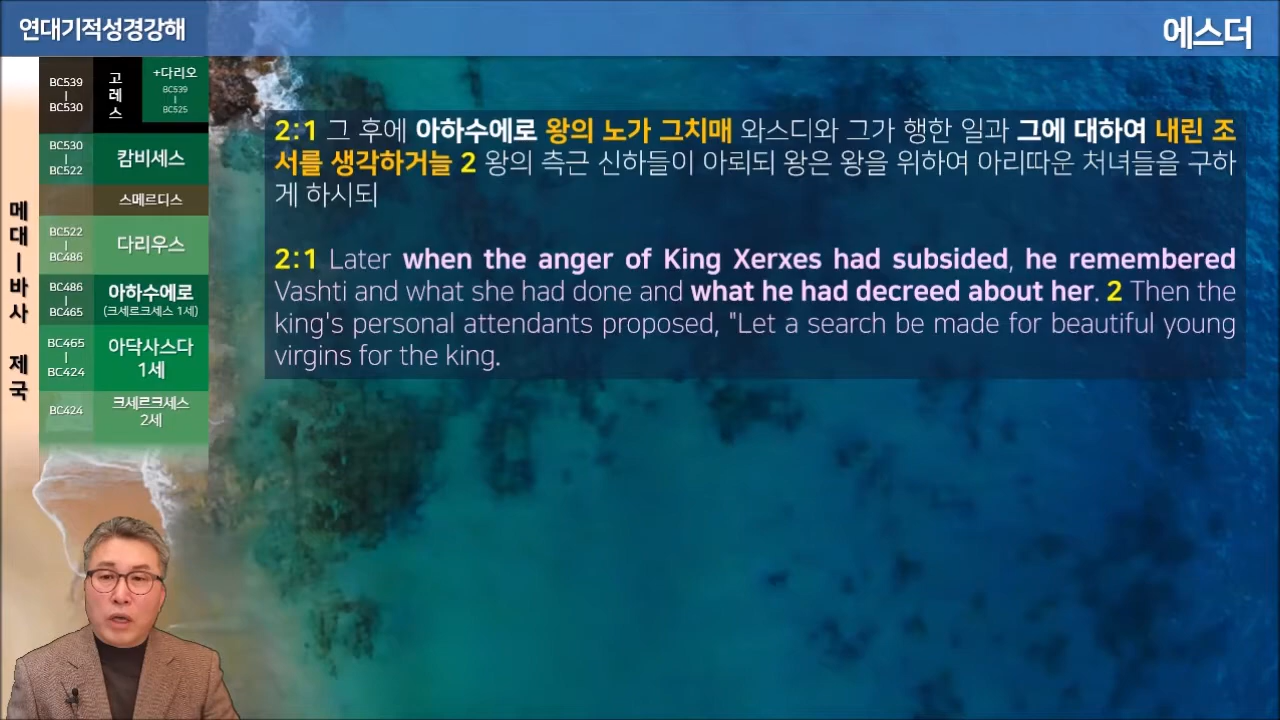 연대기적성경강해
에스더
메대-바사 제국
BC539
|
BC530
고레스
+다리오
BC539
|
BC525
BC530
|
BC522
캄비세스
스메르디스
BC522
|
BC486
다리우스
BC486
|
BC465
아하수에로
(크세르크세스 1세)
BC465
|
BC424
아닥사스다
1세
BC424
크세르크세스
2세
2:1 그 후에 아하수에로 왕의 노가 그치매 와스디와 그가 행한 일과 그에 대하여 내린 조
서를 생각하거늘 2 왕의 측근 신하들이 아뢰되 왕은 왕을 위하여 아리따운 처녀들을 구하
게 하시되
2:1 Later when the anger of King Xerxes had subsided, he remembered
Vashti and what she had done and what he had decreed about her. 2 Then the
king's personal attendants proposed, "Let a search be made for beautiful young
virgins for the king.